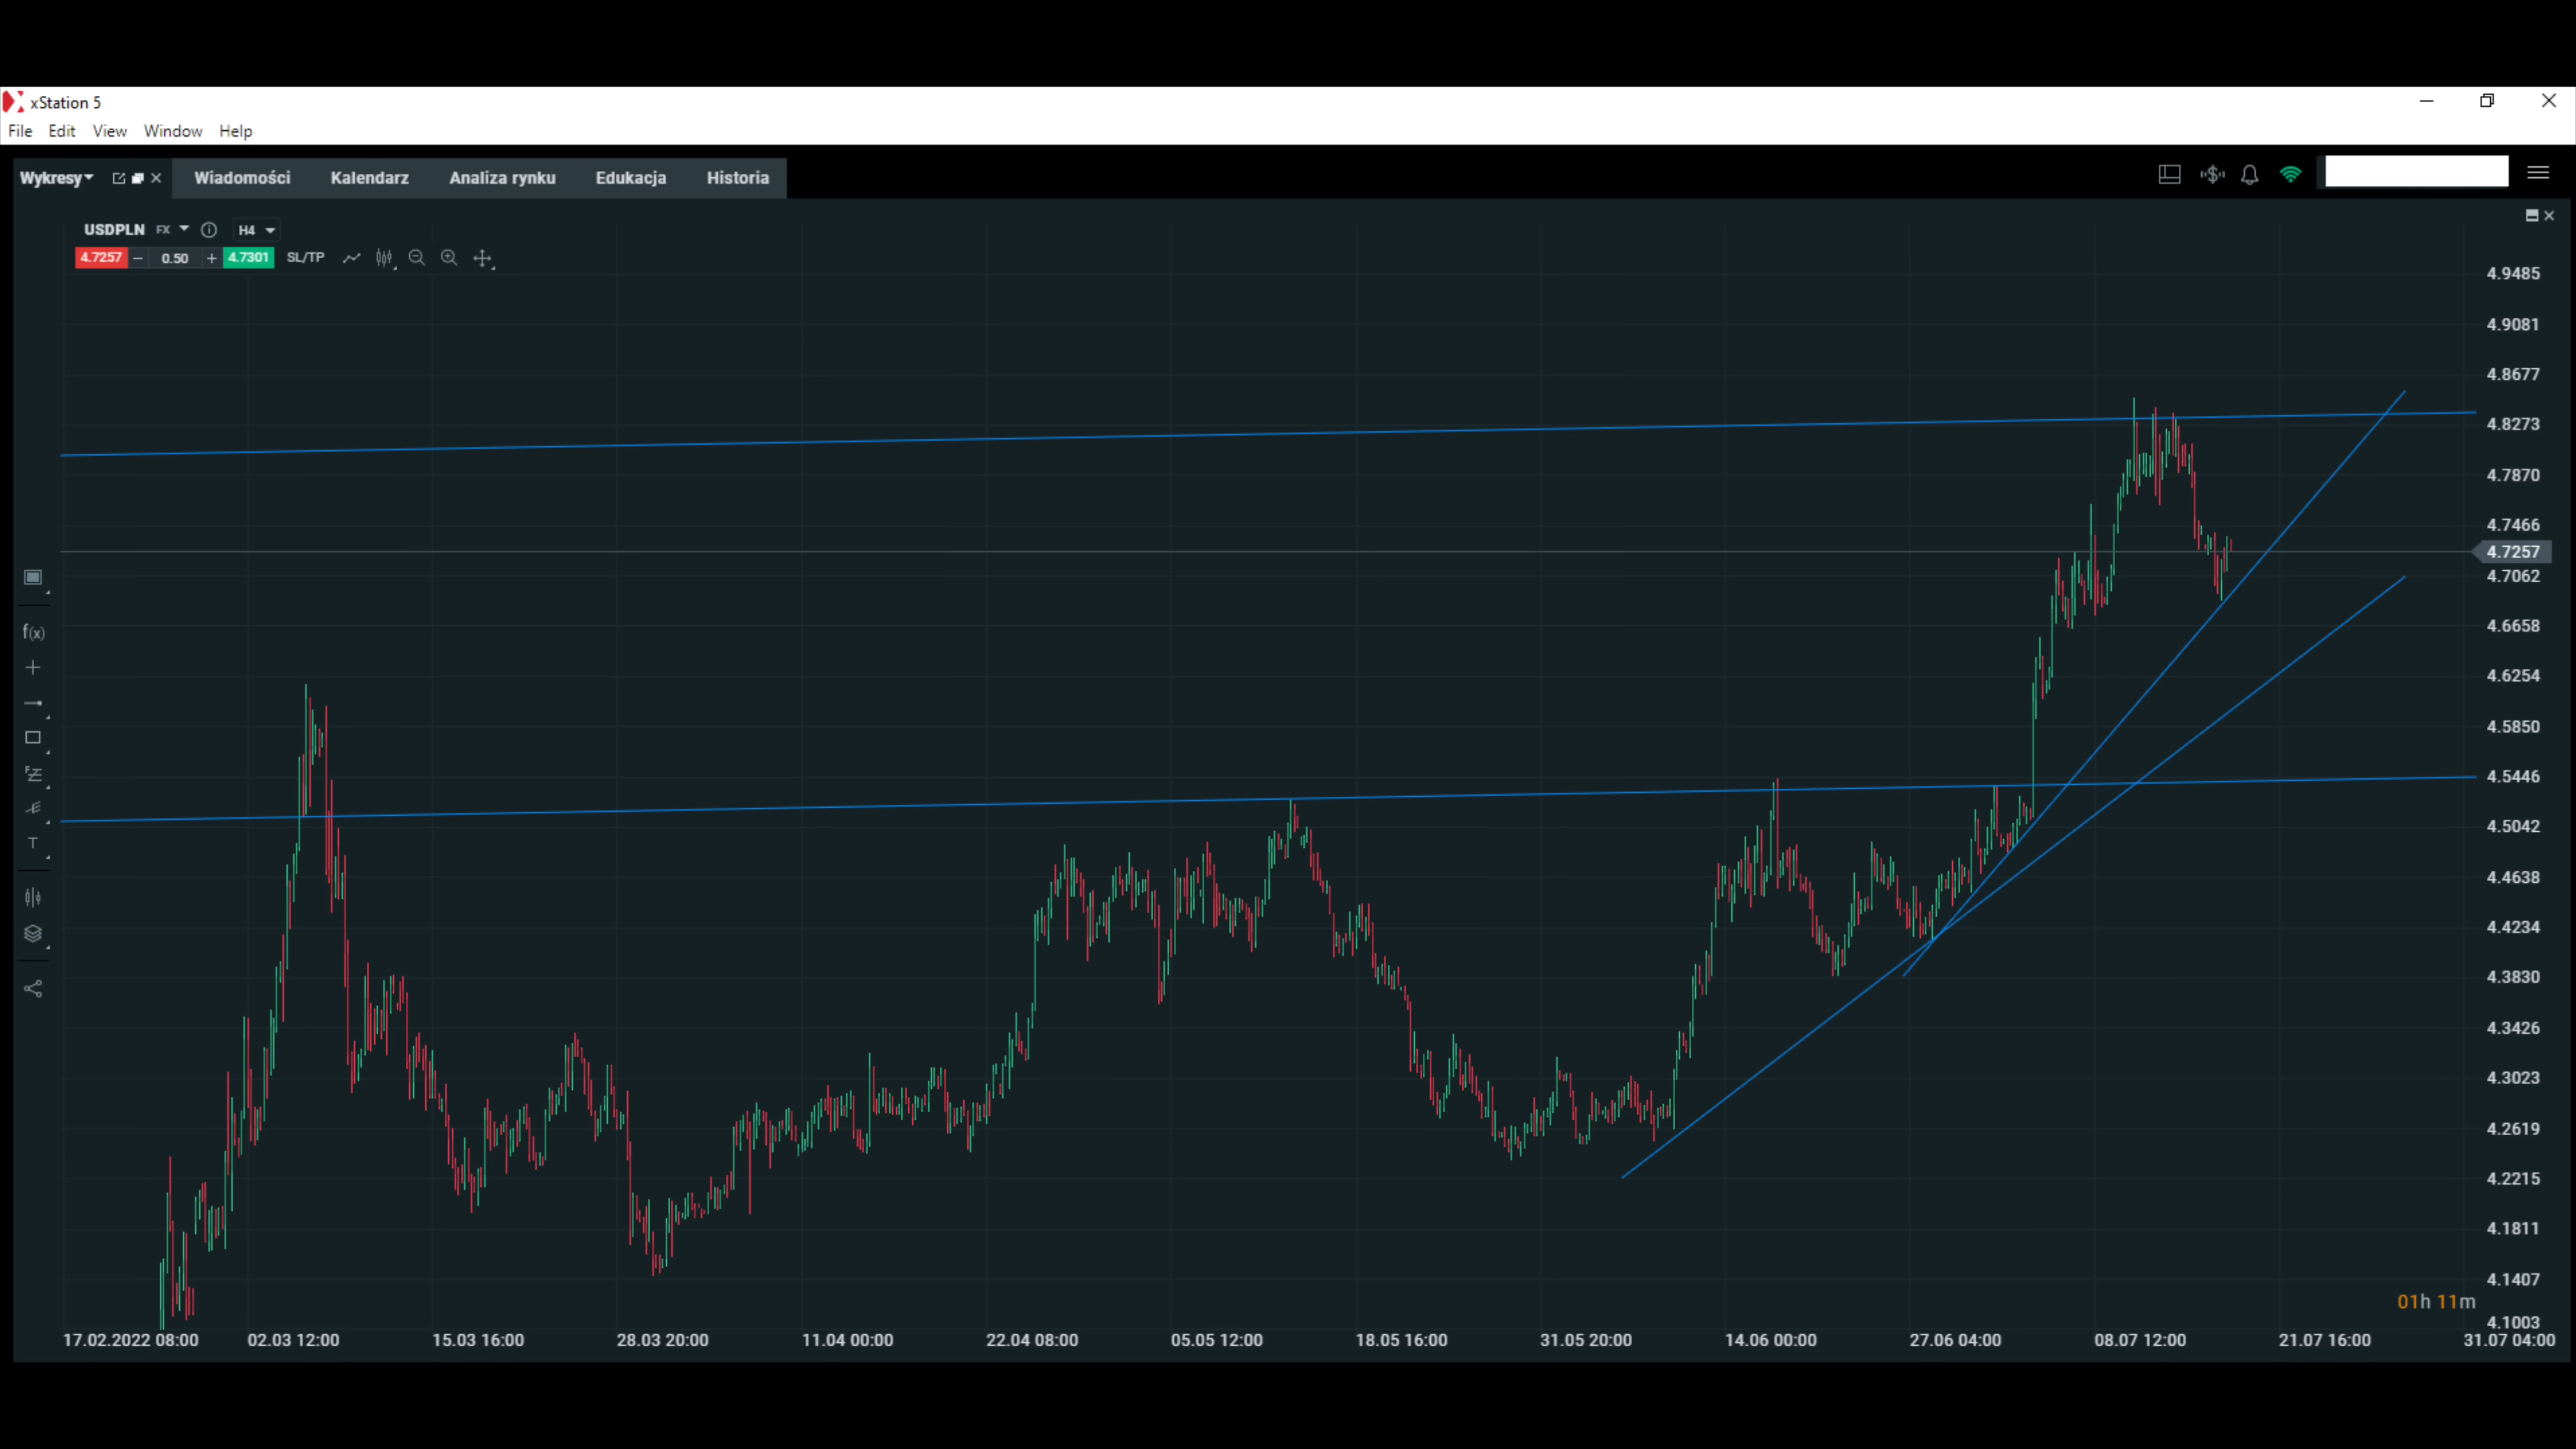 xStation 5
File Edit View Window Help
Wykresy Wiadomości Kalendarz Analiza rynku Edukacja Historia
USDPLN FX H4
4.7257 − 0.50 + 4.7301 SL/TP
4.9485
4.9081
4.8677
4.8273
4.7870
4.7466
4.7257
4.7062
4.6658
4.6254
4.5850
4.5446
4.5042
4.4638
4.4234
4.3830
4.3426
4.3023
4.2619
4.2215
4.1811
4.1407
4.1003
f(x)
T
01h 11m
17.02.2022 08:00 02.03 12:00 15.03 16:00 28.03 20:00 11.04 00:00 22.04 08:00 05.05 12:00 18.05 16:00 31.05 20:00 14.06 00:00 27.06 04:00 08.07 12:00 21.07 16:00 31.07 04:00